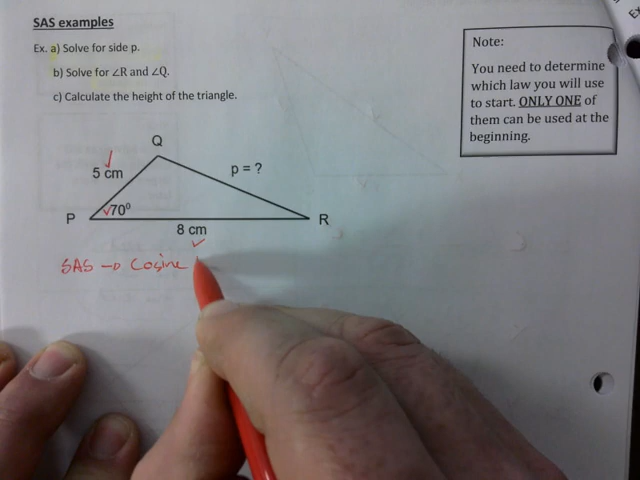 SAS examples
Ex. a) Solve for side p.
b) Solve for ∠R and ∠Q.
c) Calculate the height of the triangle.
Note:
You need to determine
which law you will use
to start. ONLY ONE of
them can be used at the
beginning.
Q
5 cm
p = ?
P
70⁰
R
8 cm
SAS → Cosine